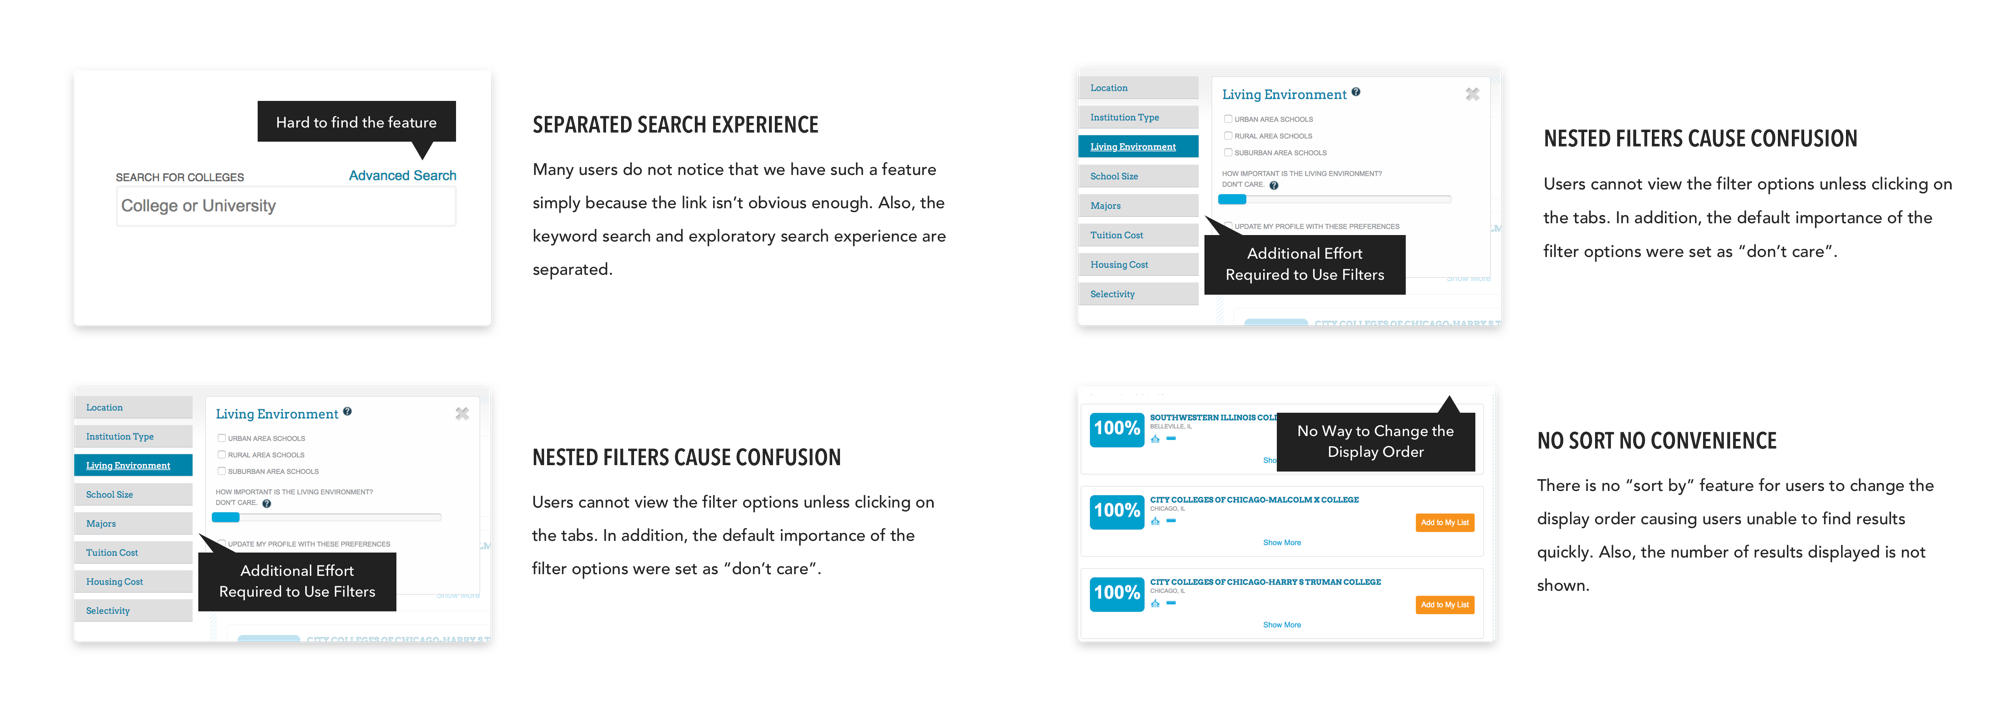 Hard to find the feature
SEARCH FOR COLLEGES
Advanced Search
College or University
SEPARATED SEARCH EXPERIENCE
Many users do not notice that we have such a feature
simply because the link isn’t obvious enough. Also, the
keyword search and exploratory search experience are
separated.
Location
Institution Type
Living Environment
School Size
Majors
Tuition Cost
Housing Cost
Selectivity
Living Environment ?
URBAN AREA SCHOOLS
RURAL AREA SCHOOLS
SUBURBAN AREA SCHOOLS
HOW IMPORTANT IS THE LIVING ENVIRONMENT?
DON'T CARE. ?
UPDATE MY PROFILE WITH THESE PREFERENCES
Additional Effort
Required to Use Filters
Show More
CITY COLLEGES OF CHICAGO-HARRY S T
NESTED FILTERS CAUSE CONFUSION
Users cannot view the filter options unless clicking on
the tabs. In addition, the default importance of the
filter options were set as “don’t care”.
Location
Institution Type
Living Environment
School Size
Majors
Tuition Cost
Housing Cost
Selectivity
Living Environment ?
URBAN AREA SCHOOLS
RURAL AREA SCHOOLS
SUBURBAN AREA SCHOOLS
HOW IMPORTANT IS THE LIVING ENVIRONMENT?
DON'T CARE. ?
UPDATE MY PROFILE WITH THESE PREFERENCES
Additional Effort
Required to Use Filters
Show More
CITY COLLEGES OF CHICAGO-HARRY S T
NESTED FILTERS CAUSE CONFUSION
Users cannot view the filter options unless clicking on
the tabs. In addition, the default importance of the
filter options were set as “don’t care”.
No Way to Change the
Display Order
100%
SOUTHWESTERN ILLINOIS COL
BELLEVILLE, IL
Sho
100%
CITY COLLEGES OF CHICAGO-MALCOLM X COLLEGE
CHICAGO, IL
Add to My List
Show More
100%
CITY COLLEGES OF CHICAGO-HARRY S TRUMAN COLLEGE
CHICAGO, IL
Add to My List
Show More
NO SORT NO CONVENIENCE
There is no “sort by” feature for users to change the
display order causing users unable to find results
quickly. Also, the number of results displayed is not
shown.